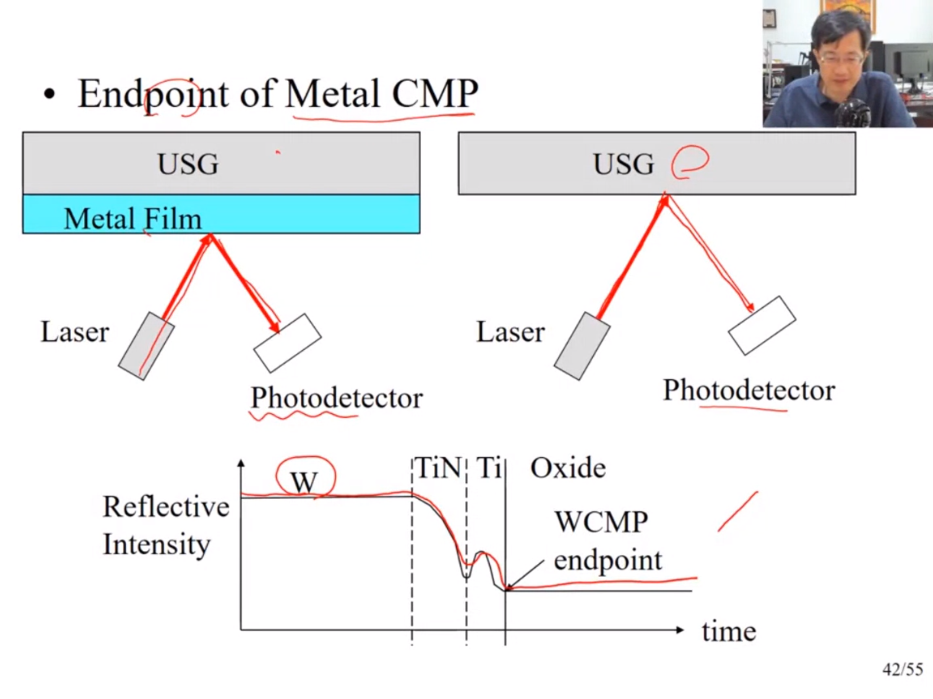 • Endpoint of Metal CMP
USG
Metal Film
Laser
Photodetector
USG
Laser
Photodetector
Reflective
Intensity
W
TiN
Ti
Oxide
WCMP
endpoint
time
42/55